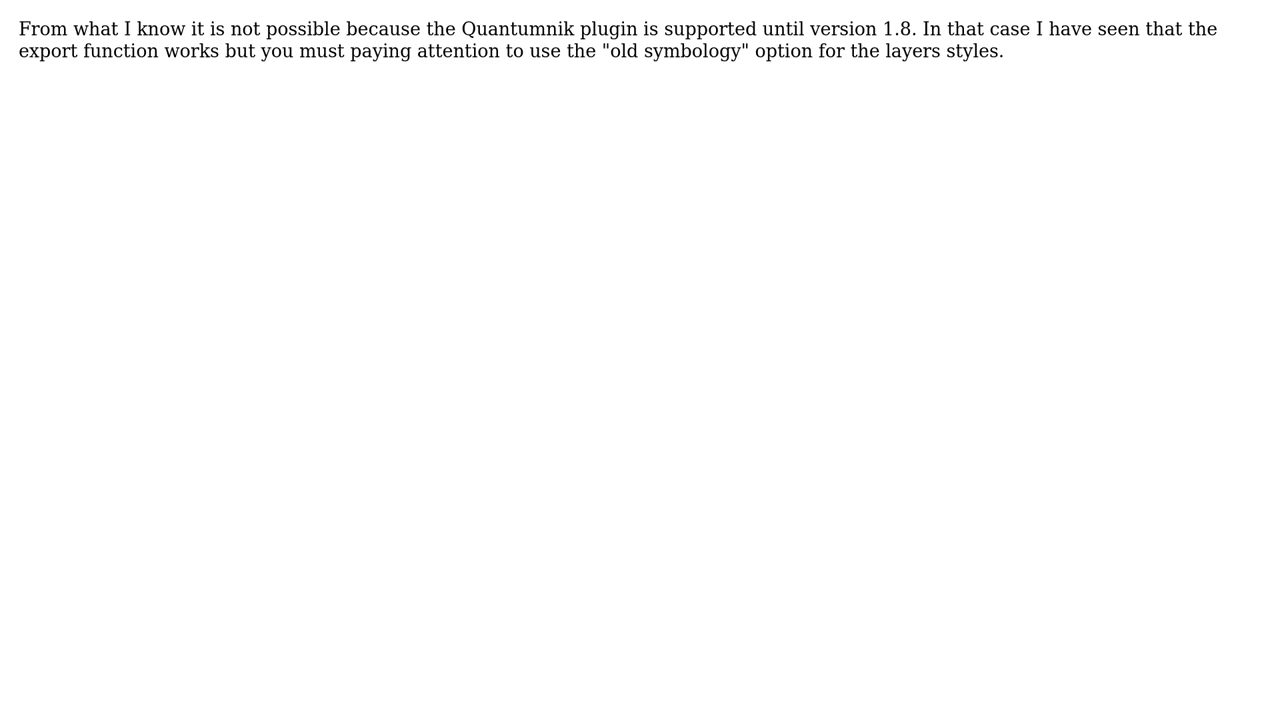 From what I know it is not possible because the Quantumnik plugin is supported until version 1.8. In that case I have seen that the
export function works but you must paying attention to use the "old symbology" option for the layers styles.